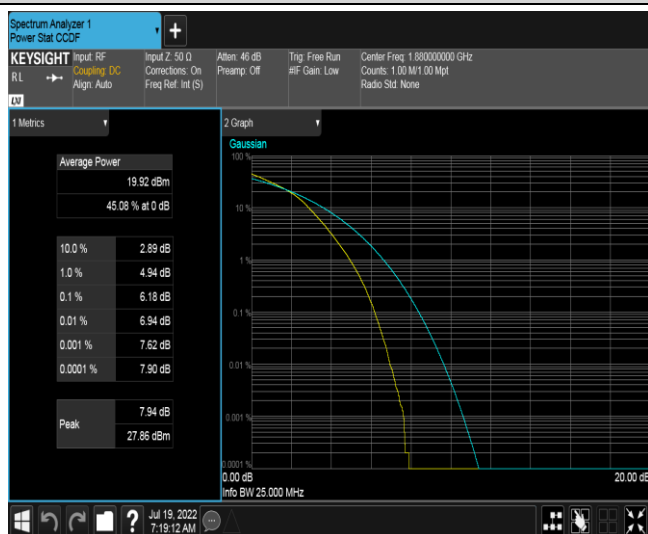 Spectrum Analyzer 1
Power Stat CCDF
KEYSIGHT
RL
LXI
Input: RF
Coupling: DC
Align: Auto
Input Z: 50 Ω
Corrections: On
Freq Ref: Int (S)
Atten: 46 dB
Preamp: Off
Trig: Free Run
#IF Gain: Low
Center Freq: 1.880000000 GHz
Counts: 1.00 M/1.00 Mpt
Radio Std: None
1 Metrics
Average Power
19.92 dBm
45.08 % at 0 dB
10.0 % 2.89 dB
1.0 % 4.94 dB
0.1 % 6.18 dB
0.01 % 6.94 dB
0.001 % 7.62 dB
0.0001 % 7.90 dB
Peak
7.94 dB
27.86 dBm
2 Graph
Gaussian
100 %
10 %
1 %
0.1 %
0.01 %
0.001 %
0.0001 %
0.00 dB
20.00 dB
Info BW 25.000 MHz
?
Jul 19, 2022
7:19:12 AM